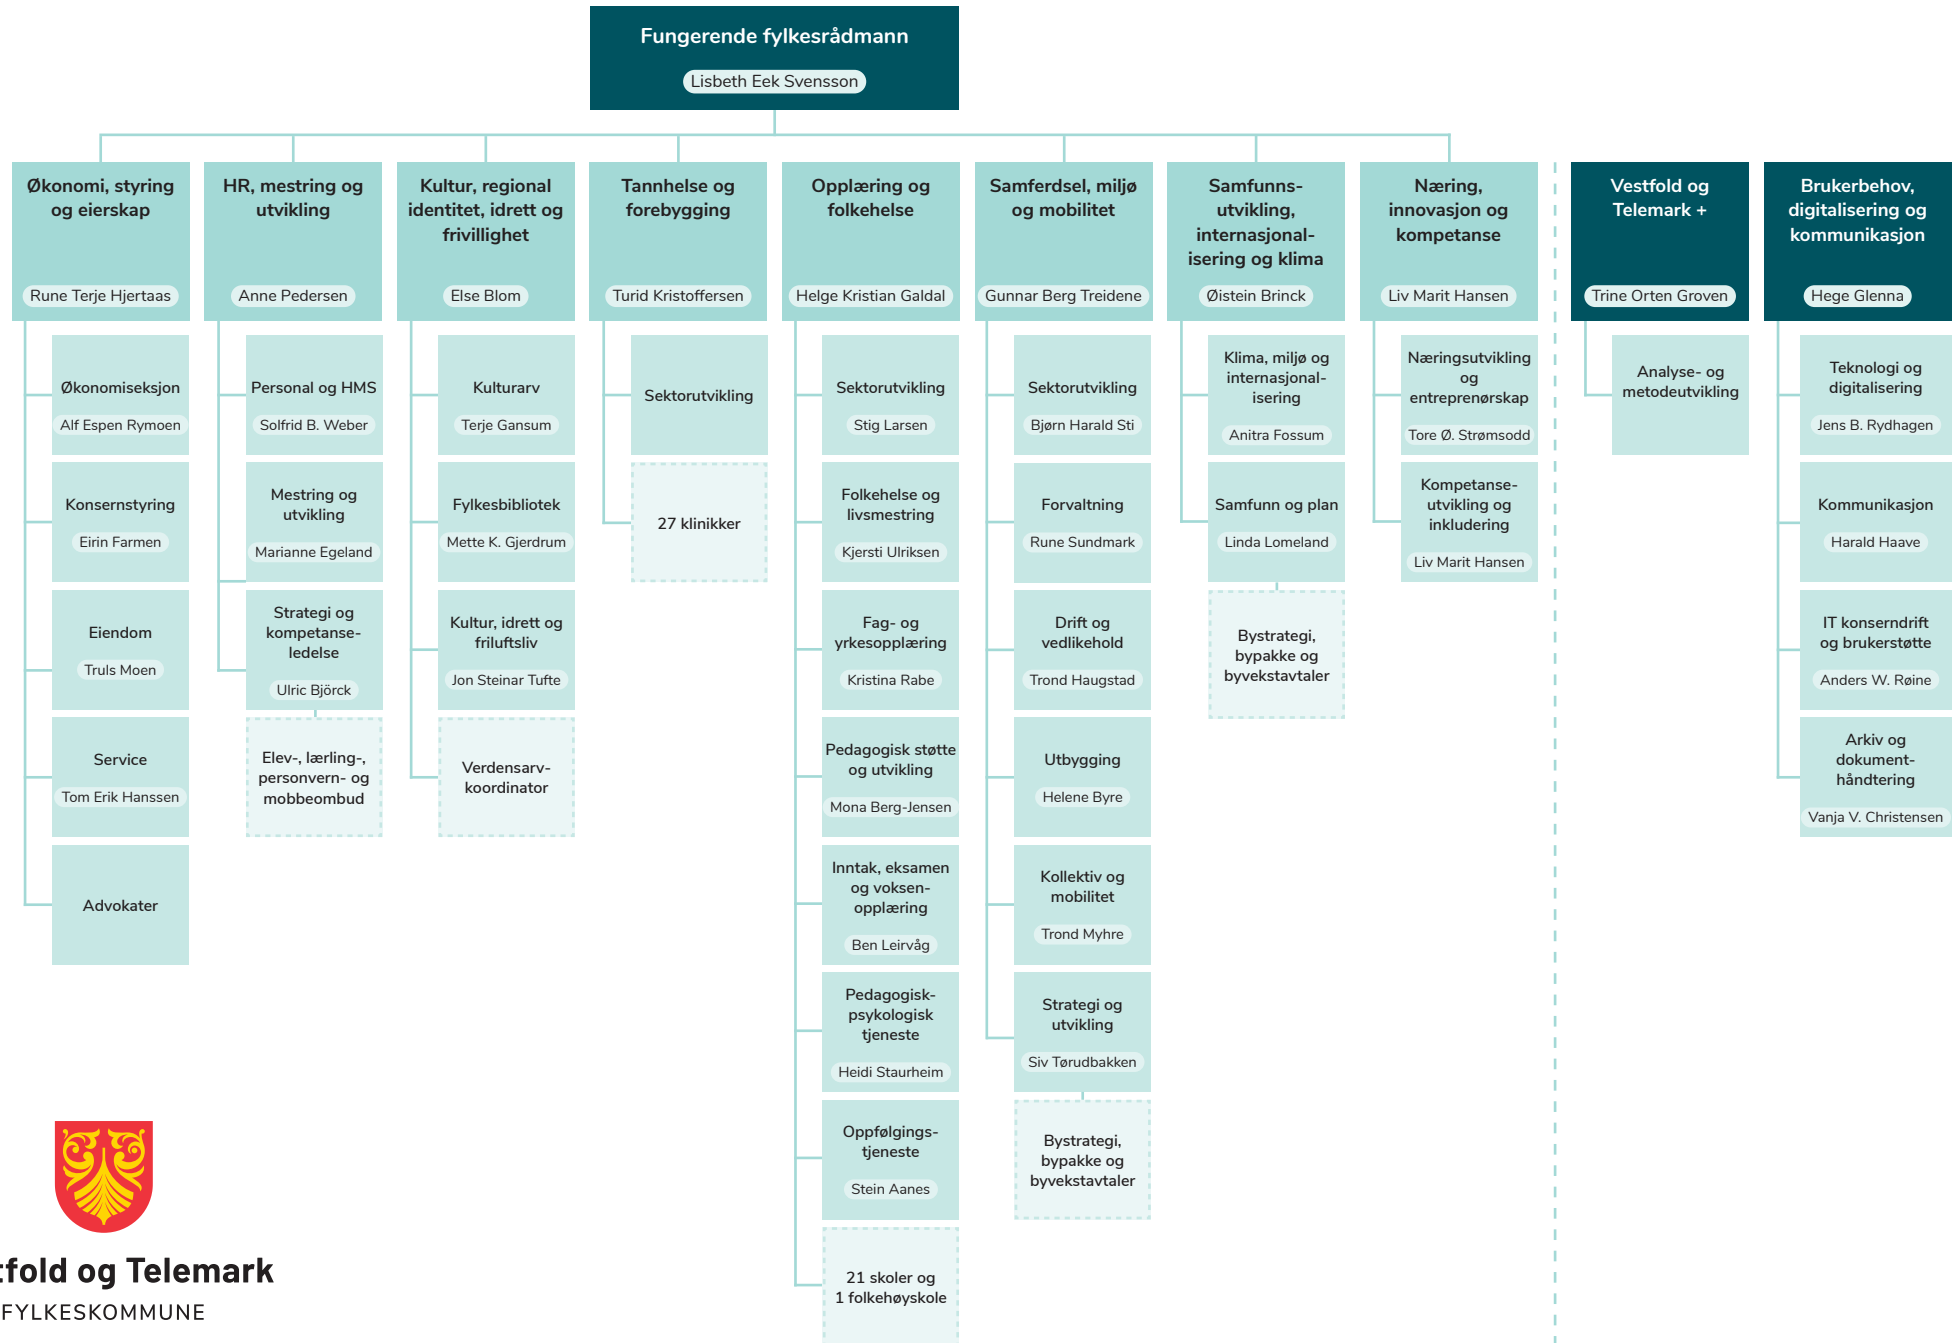 Fungerende fylkesrådmann
Lisbeth Eek Svensson
Økonomi, styring
og eierskap
Rune Terje Hjertaas
Økonomiseksjon
Alf Espen Rymoen
Konsernstyring
Eirin Farmen
Eiendom
Truls Moen
Service
Tom Erik Hanssen
Advokater
HR, mestring og
utvikling
Anne Pedersen
Personal og HMS
Solfrid B. Weber
Mestring og
utvikling
Marianne Egeland
Strategi og
kompetanse-
ledelse
Ulric Björck
Elev-, lærling-,
personvern- og
mobbeombud
Kultur, regional
identitet, idrett og
frivillighet
Else Blom
Kulturarv
Terje Gansum
Fylkesbibliotek
Mette K. Gjerdrum
Kultur, idrett og
friluftsliv
Jon Steinar Tufte
Verdensarv-
koordinator
Tannhelse og
forebygging
Turid Kristoffersen
Sektorutvikling
27 klinikker
Opplæring og
folkehelse
Helge Kristian Galdal
Sektorutvikling
Stig Larsen
Folkehelse og
livsmestring
Kjersti Ulriksen
Fag- og
yrkesopplæring
Kristina Rabe
Pedagogisk støtte
og utvikling
Mona Berg-Jensen
Inntak, eksamen
og voksen-
opplæring
Ben Leirvåg
Pedagogisk-
psykologisk
tjeneste
Heidi Staurheim
Oppfølgings-
tjeneste
Stein Aanes
21 skoler og
1 folkehøyskole
Samferdsel, miljø
og mobilitet
Gunnar Berg Treidene
Sektorutvikling
Bjørn Harald Sti
Forvaltning
Rune Sundmark
Drift og
vedlikehold
Trond Haugstad
Utbygging
Helene Byre
Kollektiv og
mobilitet
Trond Myhre
Strategi og
utvikling
Siv Tørudbakken
Bystrategi,
bypakke og
byvekstavtaler
Samfunns-
utvikling,
internasjonal-
isering og klima
Øistein Brinck
Klima, miljø og
internasjonal-
isering
Anitra Fossum
Samfunn og plan
Linda Lomeland
Bystrategi,
bypakke og
byvekstavtaler
Næring,
innovasjon og
kompetanse
Liv Marit Hansen
Næringsutvikling
og
entreprenørskap
Tore Ø. Strømsodd
Kompetanse-
utvikling og
inkludering
Liv Marit Hansen
Vestfold og
Telemark +
Trine Orten Groven
Analyse- og
metodeutvikling
Brukerbehov,
digitalisering og
kommunikasjon
Hege Glenna
Teknologi og
digitalisering
Jens B. Rydhagen
Kommunikasjon
Harald Haave
IT konserndrift
og brukerstøtte
Anders W. Røine
Arkiv og
dokument-
håndtering
Vanja V. Christensen
tfold og Telemark
FYLKESKOMMUNE